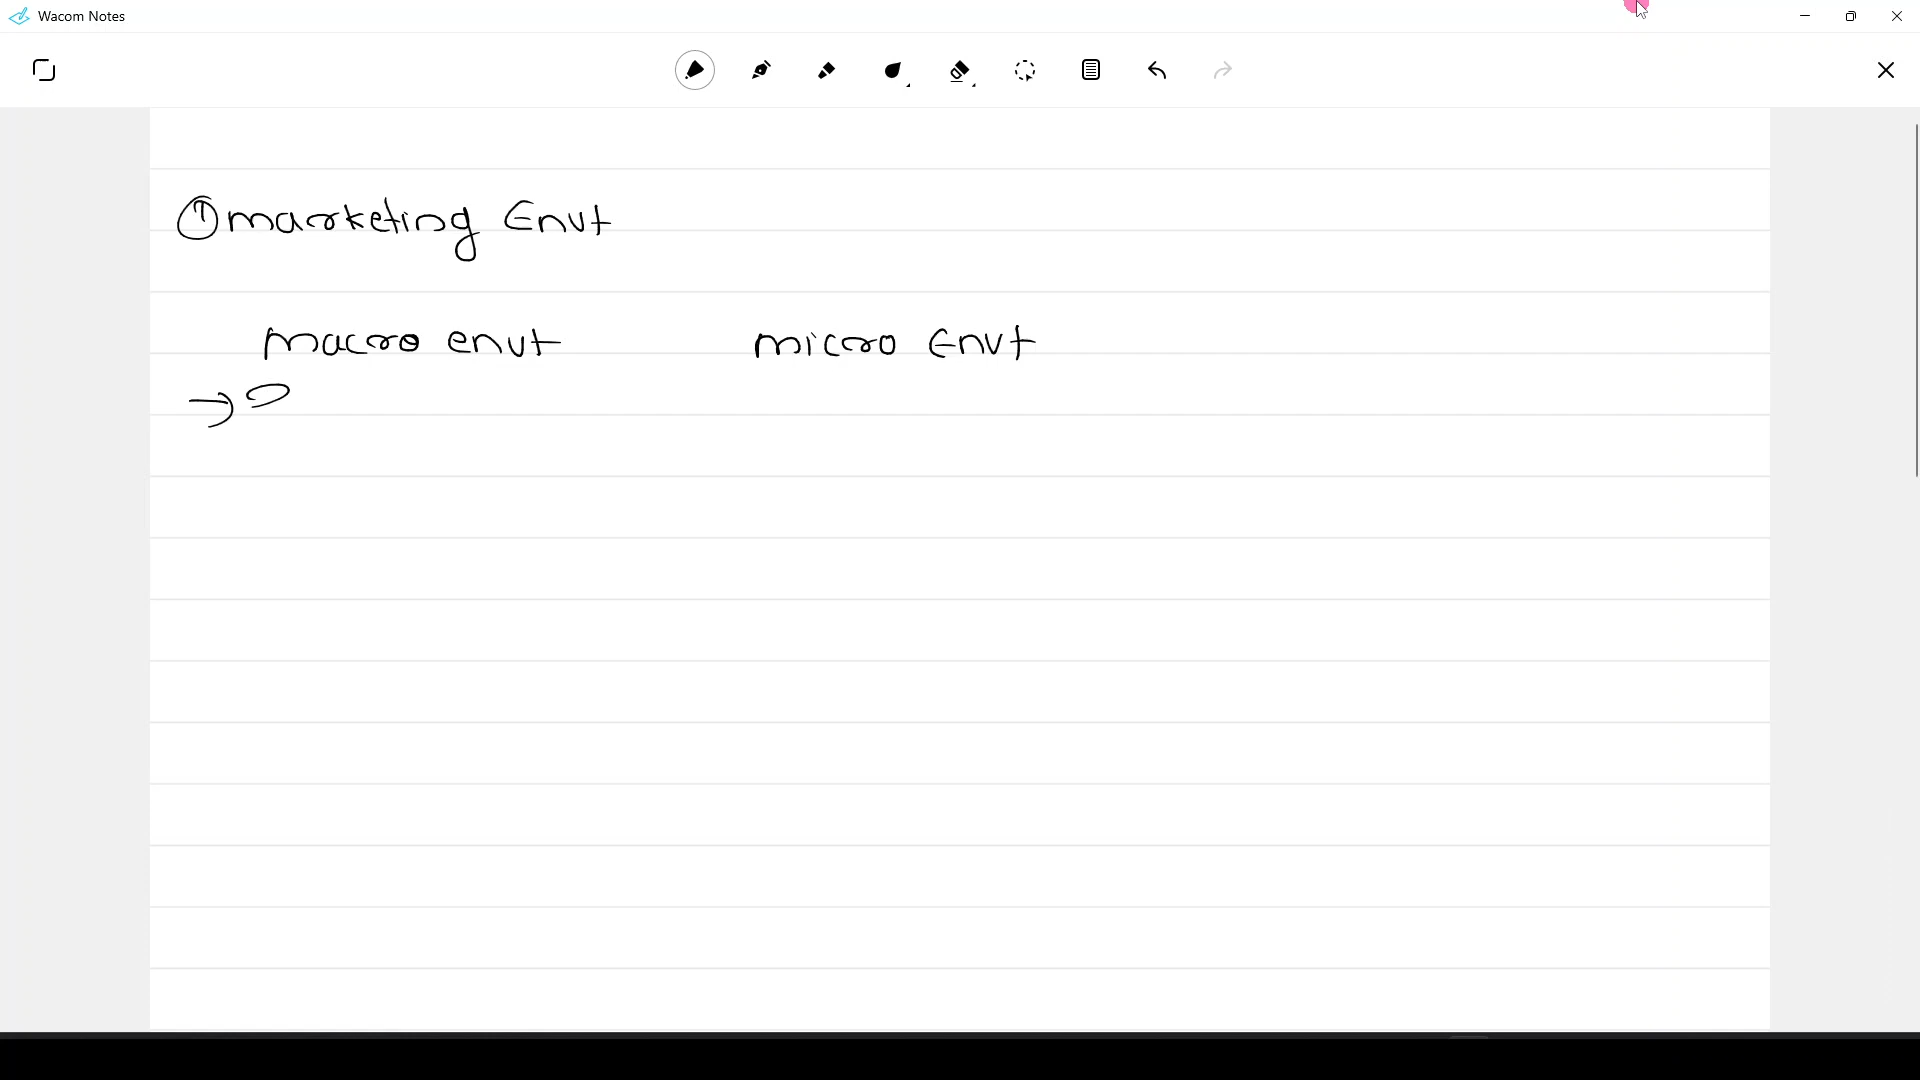 Wacom Notes
① marketing Envt
macro envt micro Envt
→